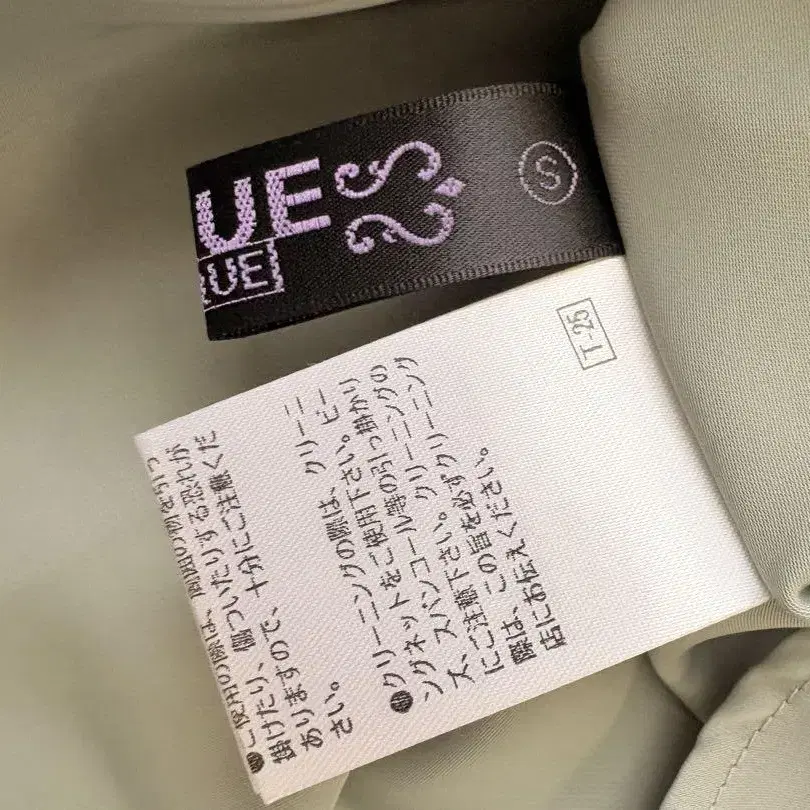 UE
QUE
S
T-25
●ご使用の際は、周囲の物を引っ
掛けたり、傷ついたりする恐れが
ありますので、十分にご注意くだ
さい。
●クリーニングの際は、クリーニ
ングネットをご使用下さい。ビー
ズ、スパンコール等の引っ掛かり
にご注意下さい。クリーニングの
際は、この旨を必ずクリーニング
店にお伝えください。